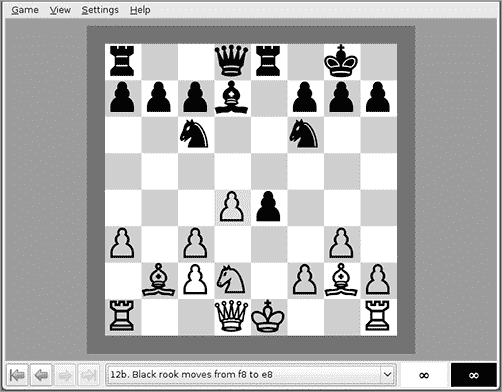 Game View Settings Help
12b. Black rook moves from f8 to e8 ∞ ∞